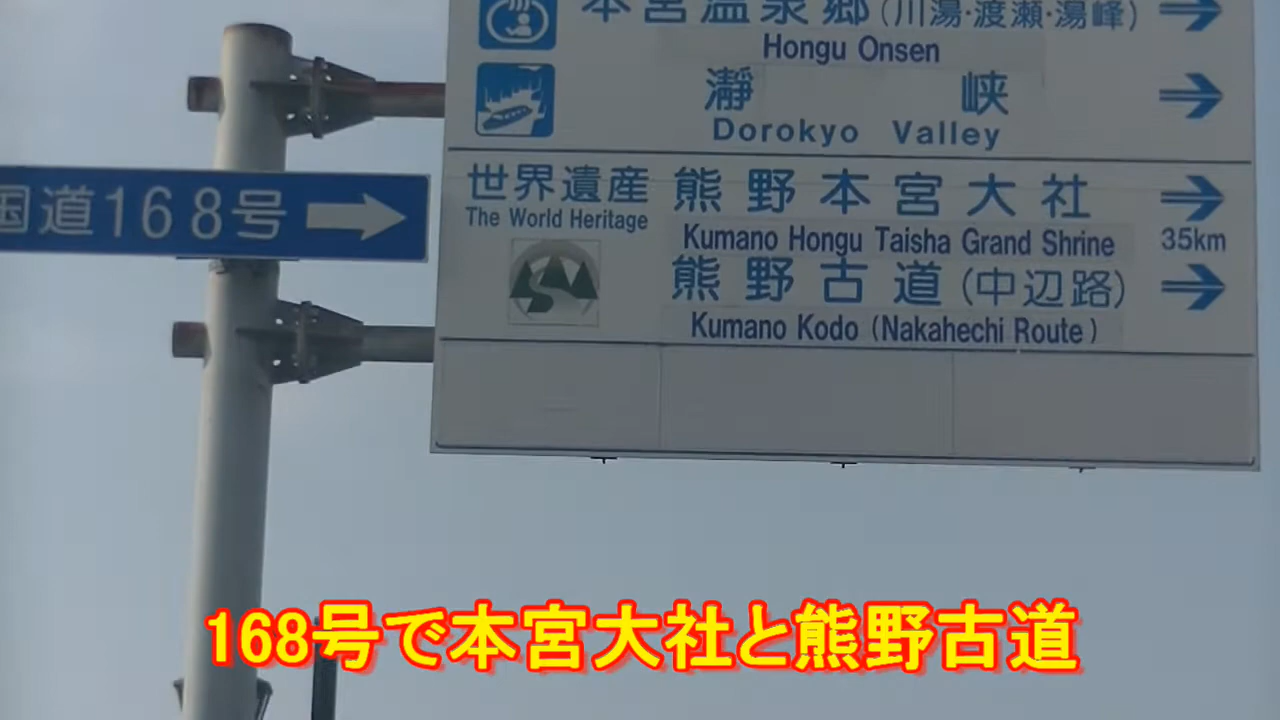 本宮温泉郷(川湯·渡瀬·湯峰)
Hongu Onsen
瀞 峡
Dorokyo Valley
世界遺産 熊野本宮大社
The World Heritage
Kumano Hongu Taisha Grand Shrine
35km
熊野古道(中辺路)
Kumano Kodo (Nakahechi Route)
国道168号
168号で本宮大社と熊野古道